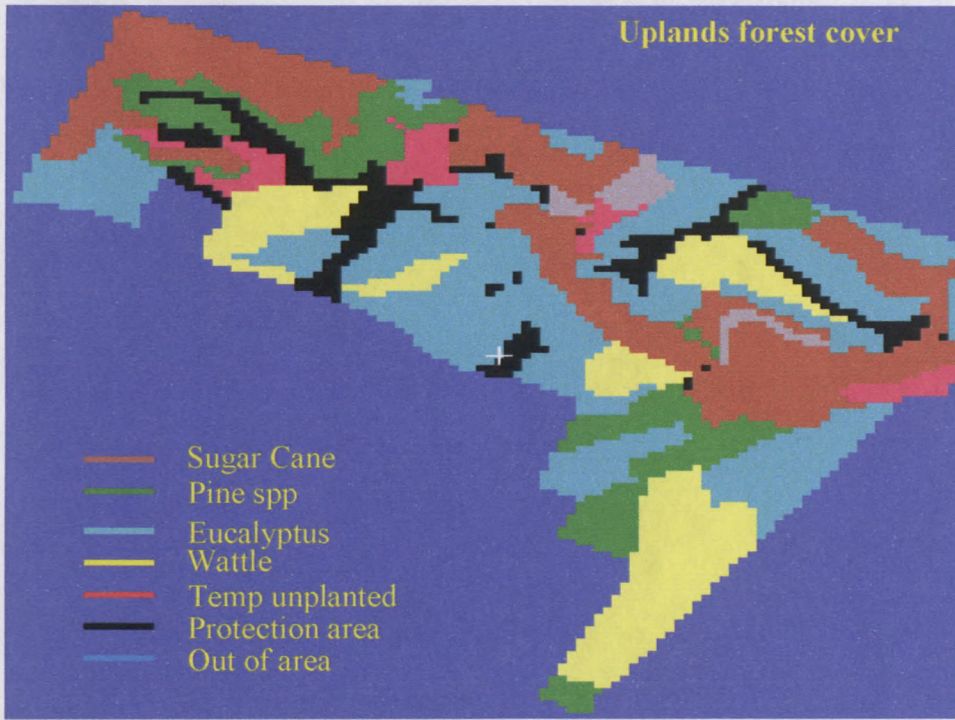 Uplands forest cover
Sugar Cane
Pine spp
Eucalyptus
Wattle
Temp unplanted
Protection area
Out of area